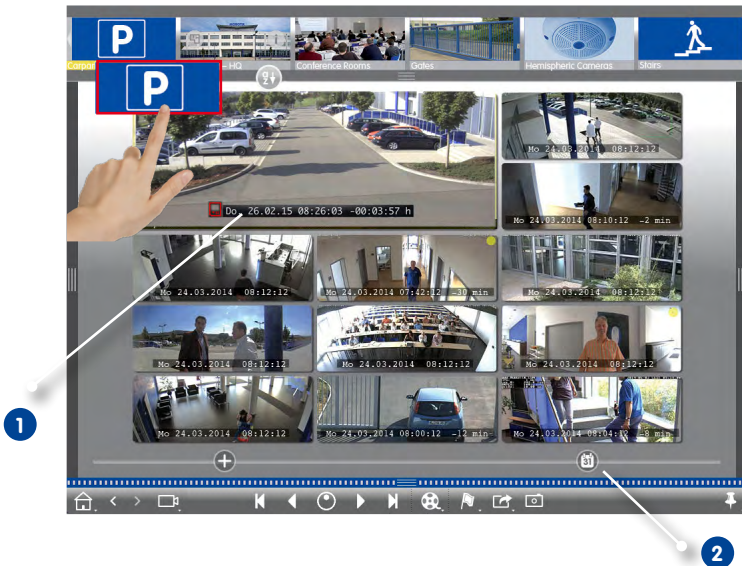 P
Carpar
- HQ
Conference Rooms
Gates
Hemispheric Cameras
Stairs
P
Do 26.02.15 08:26:03 -00:03:57 h
Mo 24.03.2014 08:12:12
Mo 24.03.2014 08:10:12 -2 min
Mo 24.03.2014 08:12:12
Mo 24.03.2014 07:42:12 -30 min
Mo 24.03.2014 08:12:12
Mo 24.03.2014 08:12:12
Mo 24.03.2014 08:12:12
Mo 24.03.2014 08:12:12
Mo 24.03.2014 08:12:12
Mo 24.03.2014 08:00:12 -12 min
Mo 24.03.2014 08:04:12 -8 min
31
1
2